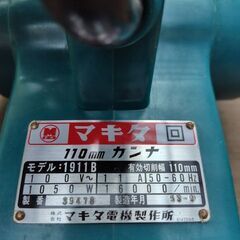 マキタ
110mm カンナ
モデル:1911B 有効切削幅 110mm
100V~11A 50-60Hz
1050W 16000/min
製番 39478 製造年月
株式会社 マキタ電機製作所